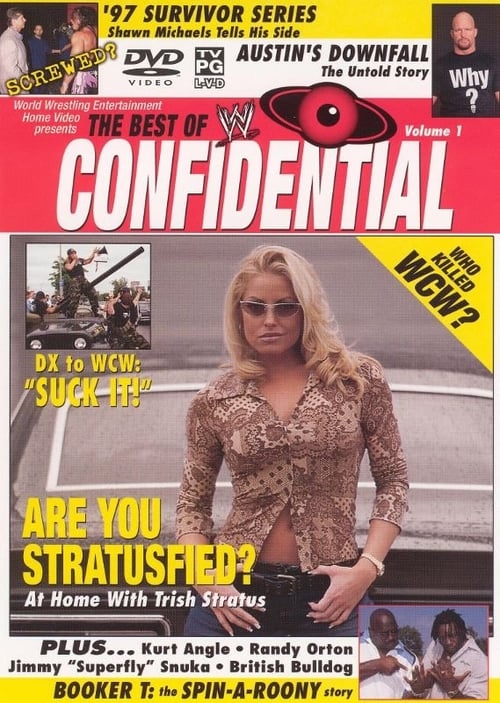 '97 SURVIVOR SERIES
Shawn Michaels Tells His Side
SCREWED?
DVD
VIDEO
TV
PG
L-V-D
AUSTIN'S DOWNFALL
The Untold Story
Why
?
World Wrestling Entertainment
Home Video
presents
THE BEST OF W
Volume 1
CONFIDENTIAL
WHO
KILLED
WCW?
DX to WCW:
"SUCK IT!"
ARE YOU
STRATUSFIED?
At Home With Trish Stratus
PLUS... Kurt Angle • Randy Orton
Jimmy "Superfly" Snuka • British Bulldog
BOOKER T: the SPIN-A-ROONY story